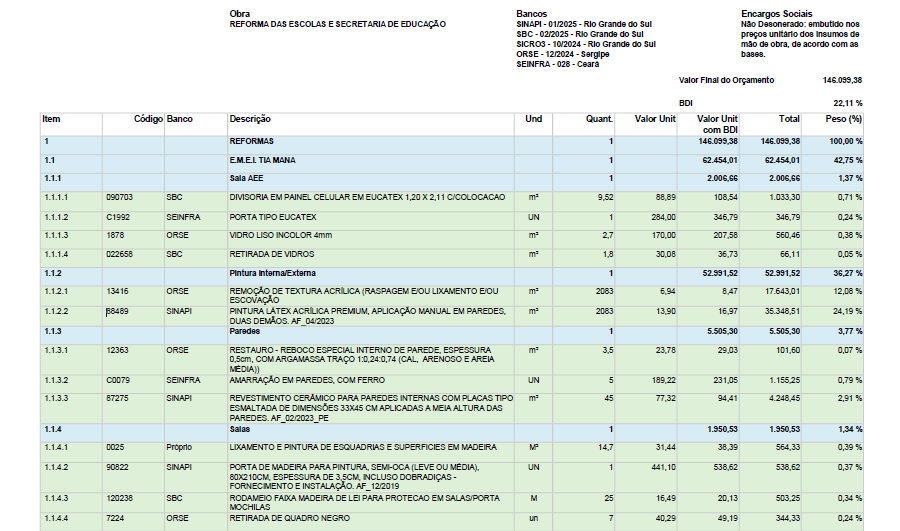 Obra
REFORMA DAS ESCOLAS E SECRETARIA DE EDUCAÇÃO
Bancos
SINAPI - 01/2025 - Rio Grande do Sul
SBC - 02/2025 - Rio Grande do Sul
SICRO3 - 10/2024 - Rio Grande do Sul
ORSE - 12/2024 - Sergipe
SEINFRA - 028 - Ceará
Encargos Sociais
Não Desonerado: embutido nos
preços unitário dos insumos de
mão de obra, de acordo com as
bases.
Valor Final do Orçamento 146.099,38
BDI 22,11 %
Item Código Banco Descrição Und Quant. Valor Unit Valor Unit Total Peso (%)
com BDI
1 REFORMAS 1 146.099,38 146.099,38 100,00 %
1.1 E.M.E.I. TIA MANA 1 62.454,01 62.454,01 42,75 %
1.1.1 Sala AEE 1 2.006,66 2.006,66 1,37 %
1.1.1.1 090703 SBC DIVISORIA EM PAINEL CELULAR EM EUCATEX 1,20 X 2,11 C/COLOCACAO m² 9,52 88,89 108,54 1.033,30 0,71 %
1.1.1.2 C1992 SEINFRA PORTA TIPO EUCATEX UN 1 284,00 346,79 346,79 0,24 %
1.1.1.3 1878 ORSE VIDRO LISO INCOLOR 4mm m² 2,7 170,00 207,58 560,46 0,38 %
1.1.1.4 022658 SBC RETIRADA DE VIDROS m² 1,8 30,08 36,73 66,11 0,05 %
1.1.2 Pintura Interna/Externa 1 52.991,52 52.991,52 36,27 %
1.1.2.1 13416 ORSE REMOÇÃO DE TEXTURA ACRÍLICA (RASPAGEM E/OU LIXAMENTO E/OU m² 2083 6,94 8,47 17.643,01 12,08 %
ESCOVAÇÃO
1.1.2.2 88489 SINAPI PINTURA LÁTEX ACRÍLICA PREMIUM, APLICAÇÃO MANUAL EM PAREDES, m² 2083 13,90 16,97 35.348,51 24,19 %
DUAS DEMÃOS. AF_04/2023
1.1.3 Paredes 1 5.505,30 5.505,30 3,77 %
1.1.3.1 12363 ORSE RESTAURO - REBOCO ESPECIAL INTERNO DE PAREDE, ESPESSURA m² 3,5 23,78 29,03 101,60 0,07 %
0,5cm, COM ARGAMASSA TRAÇO 1:0,24:0,74 (CAL, ARENOSO E AREIA
MÉDIA))
1.1.3.2 C0079 SEINFRA AMARRAÇÃO EM PAREDES, COM FERRO UN 5 189,22 231,05 1.155,25 0,79 %
1.1.3.3 87275 SINAPI REVESTIMENTO CERÂMICO PARA PAREDES INTERNAS COM PLACAS TIPO m² 45 77,32 94,41 4.248,45 2,91 %
ESMALTADA DE DIMENSÕES 33X45 CM APLICADAS A MEIA ALTURA DAS
PAREDES. AF_02/2023_PE
1.1.4 Salas 1 1.950,53 1.950,53 1,34 %
1.1.4.1 0025 Próprio LIXAMENTO E PINTURA DE ESQUADRIAS E SUPERFICIES EM MADEIRA M² 14,7 31,44 38,39 564,33 0,39 %
1.1.4.2 90822 SINAPI PORTA DE MADEIRA PARA PINTURA, SEMI-OCA (LEVE OU MÉDIA), UN 1 441,10 538,62 538,62 0,37 %
80X210CM, ESPESSURA DE 3,5CM, INCLUSO DOBRADIÇAS -
FORNECIMENTO E INSTALAÇÃO. AF_12/2019
1.1.4.3 120238 SBC RODAMEIO FAIXA MADEIRA DE LEI PARA PROTECAO EM SALAS/PORTA M 25 16,49 20,13 503,25 0,34 %
MOCHILAS
1.1.4.4 7224 ORSE RETIRADA DE QUADRO NEGRO un 7 40,29 49,19 344,33 0,24 %